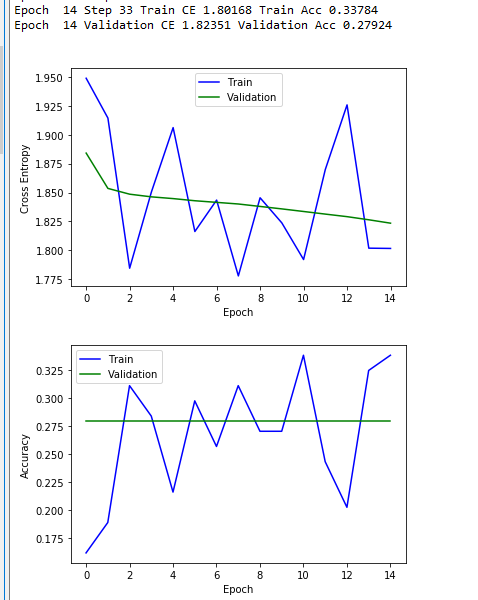 Epoch  14 Step 33 Train CE 1.80168 Train Acc 0.33784
Epoch  14 Validation CE 1.82351 Validation Acc 0.27924
Train
Validation
1.950
1.925
1.900
1.875
1.850
1.825
1.800
1.775
Cross Entropy
0 2 4 6 8 10 12 14
Epoch
Train
Validation
0.325
0.300
0.275
0.250
0.225
0.200
0.175
Accuracy
0 2 4 6 8 10 12 14
Epoch